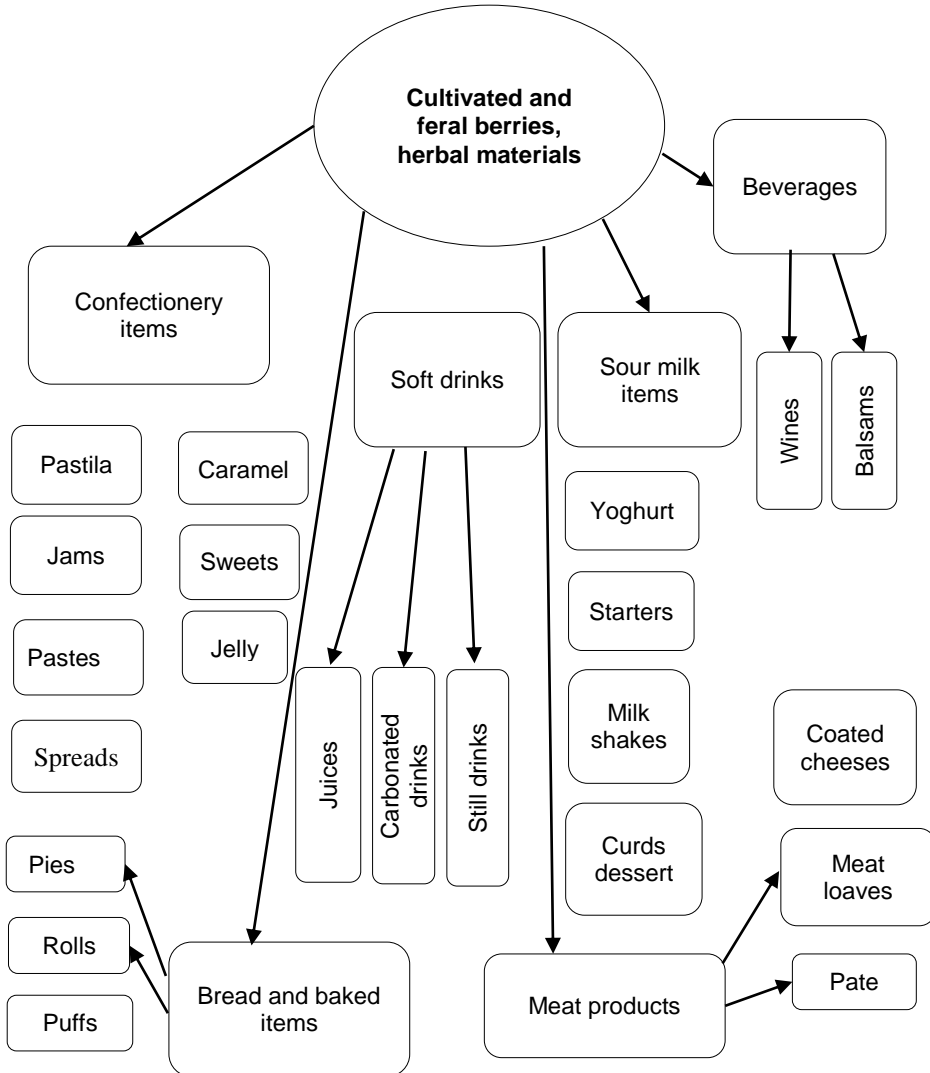 Cultivated and
feral berries,
herbal materials
Beverages
Confectionery
items
Soft drinks
Sour milk
items
Wines
Balsams
Pastila
Caramel
Yoghurt
Jams
Sweets
Starters
Pastes
Jelly
Milk
shakes
Coated
cheeses
Spreads
Juices
Carbonated
drinks
Still drinks
Curds
dessert
Pies
Meat
loaves
Rolls
Bread and baked
items
Meat products
Pate
Puffs